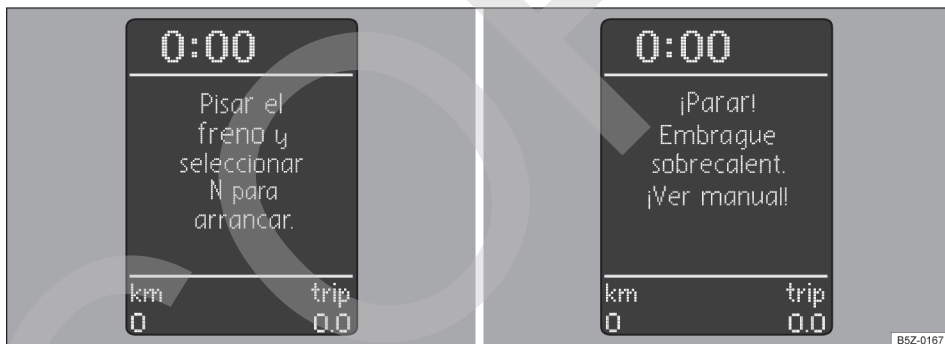 0:00
Pisar el
freno y
seleccionar
N para
arrancar.
km trip
0 0.0
0:00
¡Parar!
Embrague
sobrecalent.
¡Ver manual!
km trip
0 0.0
B5Z-0167